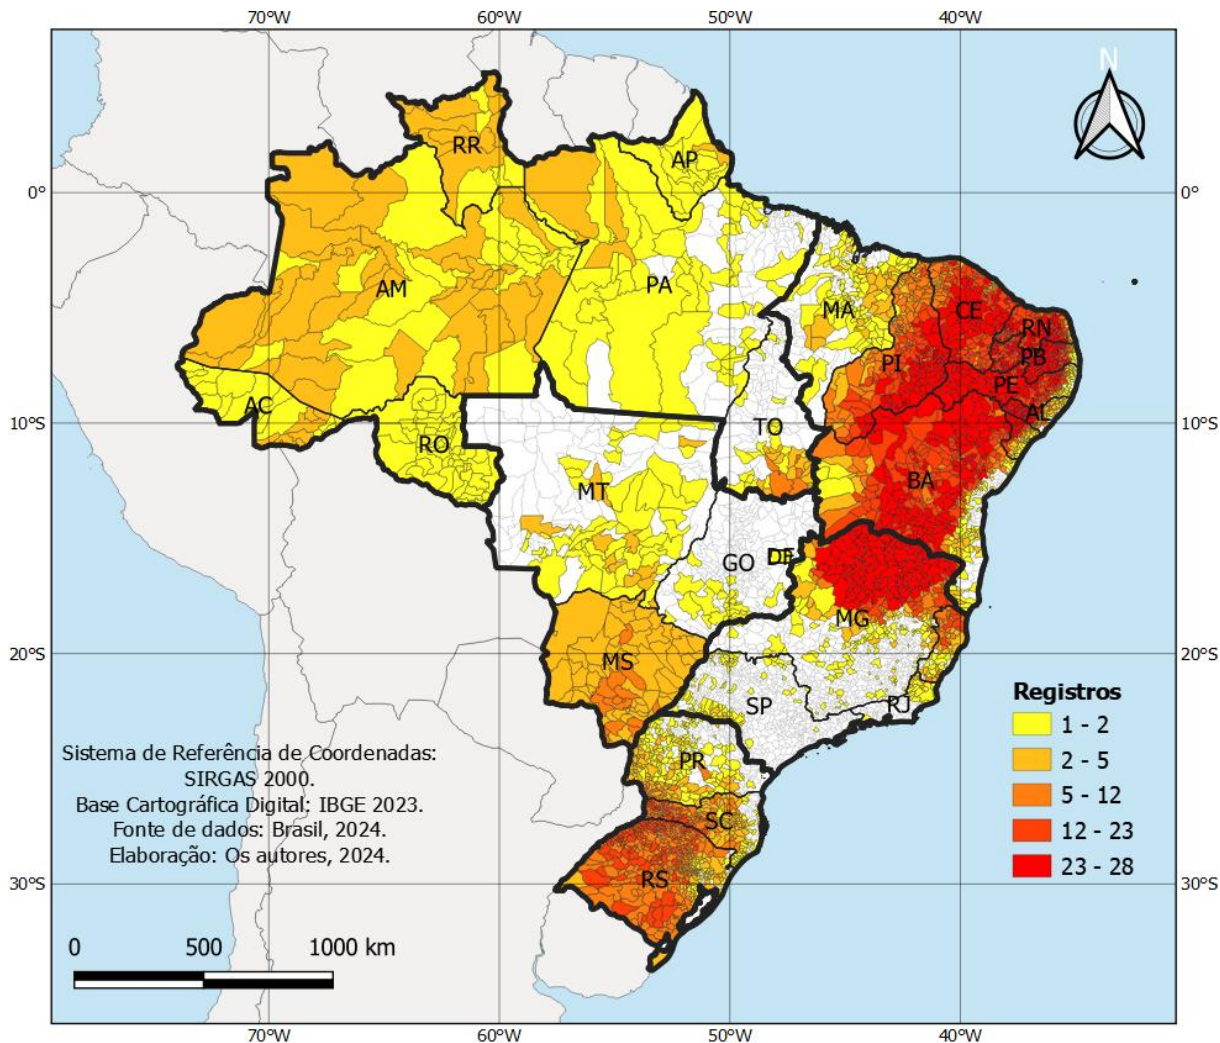 70°W 60°W 50°W 40°W
N
RR
AP
0° 0°
AM
PA
MA
CE
RN
PB
PI
PE
AC
AL
10°S 10°S
TO
RO
BA
MT
DF
GO
MG
20°S 20°S
MS
SP
RJ
Registros
1 - 2
2 - 5
5 - 12
12 - 23
23 - 28
PR
SC
RS
Sistema de Referência de Coordenadas:
SIRGAS 2000.
Base Cartográfica Digital: IBGE 2023.
Fonte de dados: Brasil, 2024.
Elaboração: Os autores, 2024.
30°S 30°S
0 500 1000 km
70°W 60°W 50°W 40°W